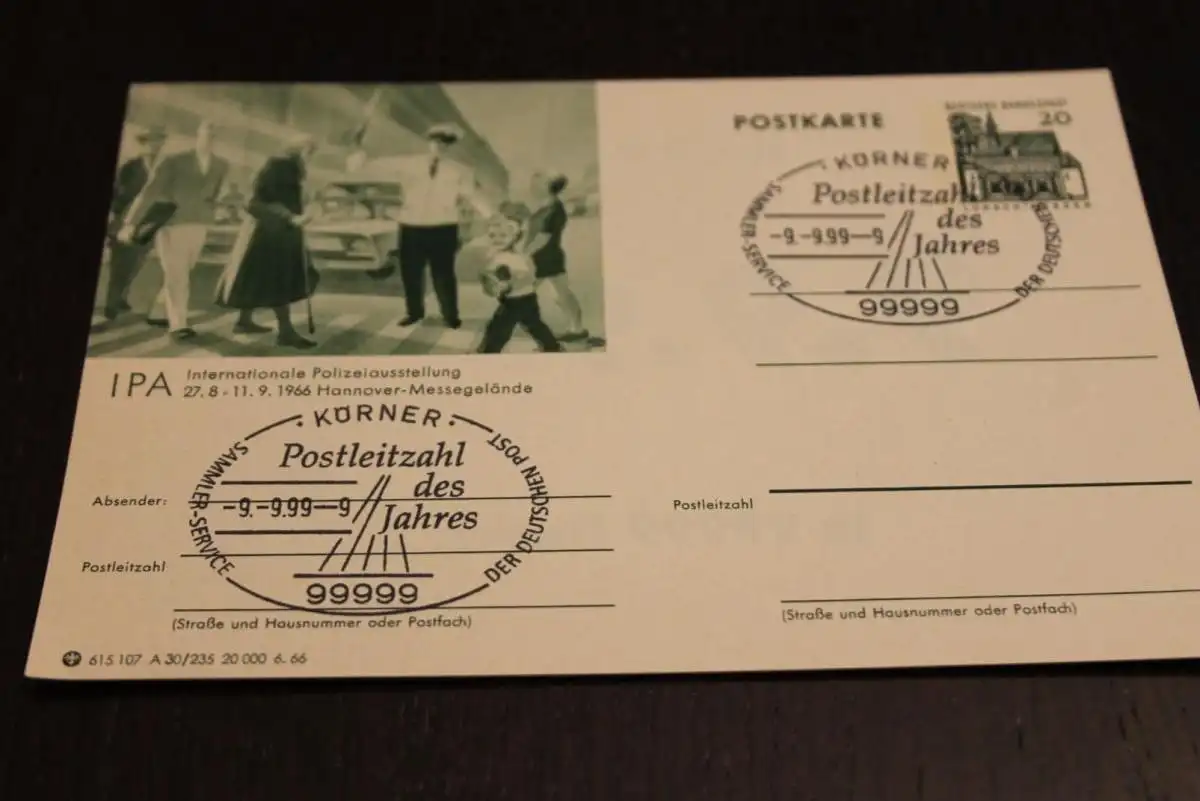 POSTKARTE
DEUTSCHE BUNDESPOST
20
LORSCH HESSEN
KÖRNER
Postleitzahl
des
Jahres
-9.-9.99--9
SAMMLER-SERVICE
DER DEUTSCHEN
99999
IPA Internationale Polizeiausstellung
27.8 - 11.9.1966 Hannover-Messegelände
· KÖRNER ·
Postleitzahl
des
Jahres
-9.-9.99--9
SAMMLER-SERVICE
DER DEUTSCHEN POST
99999
Absender:
Postleitzahl
(Straße und Hausnummer oder Postfach)
Postleitzahl
(Straße und Hausnummer oder Postfach)
615 107 A 30/235 20 000 6. 66